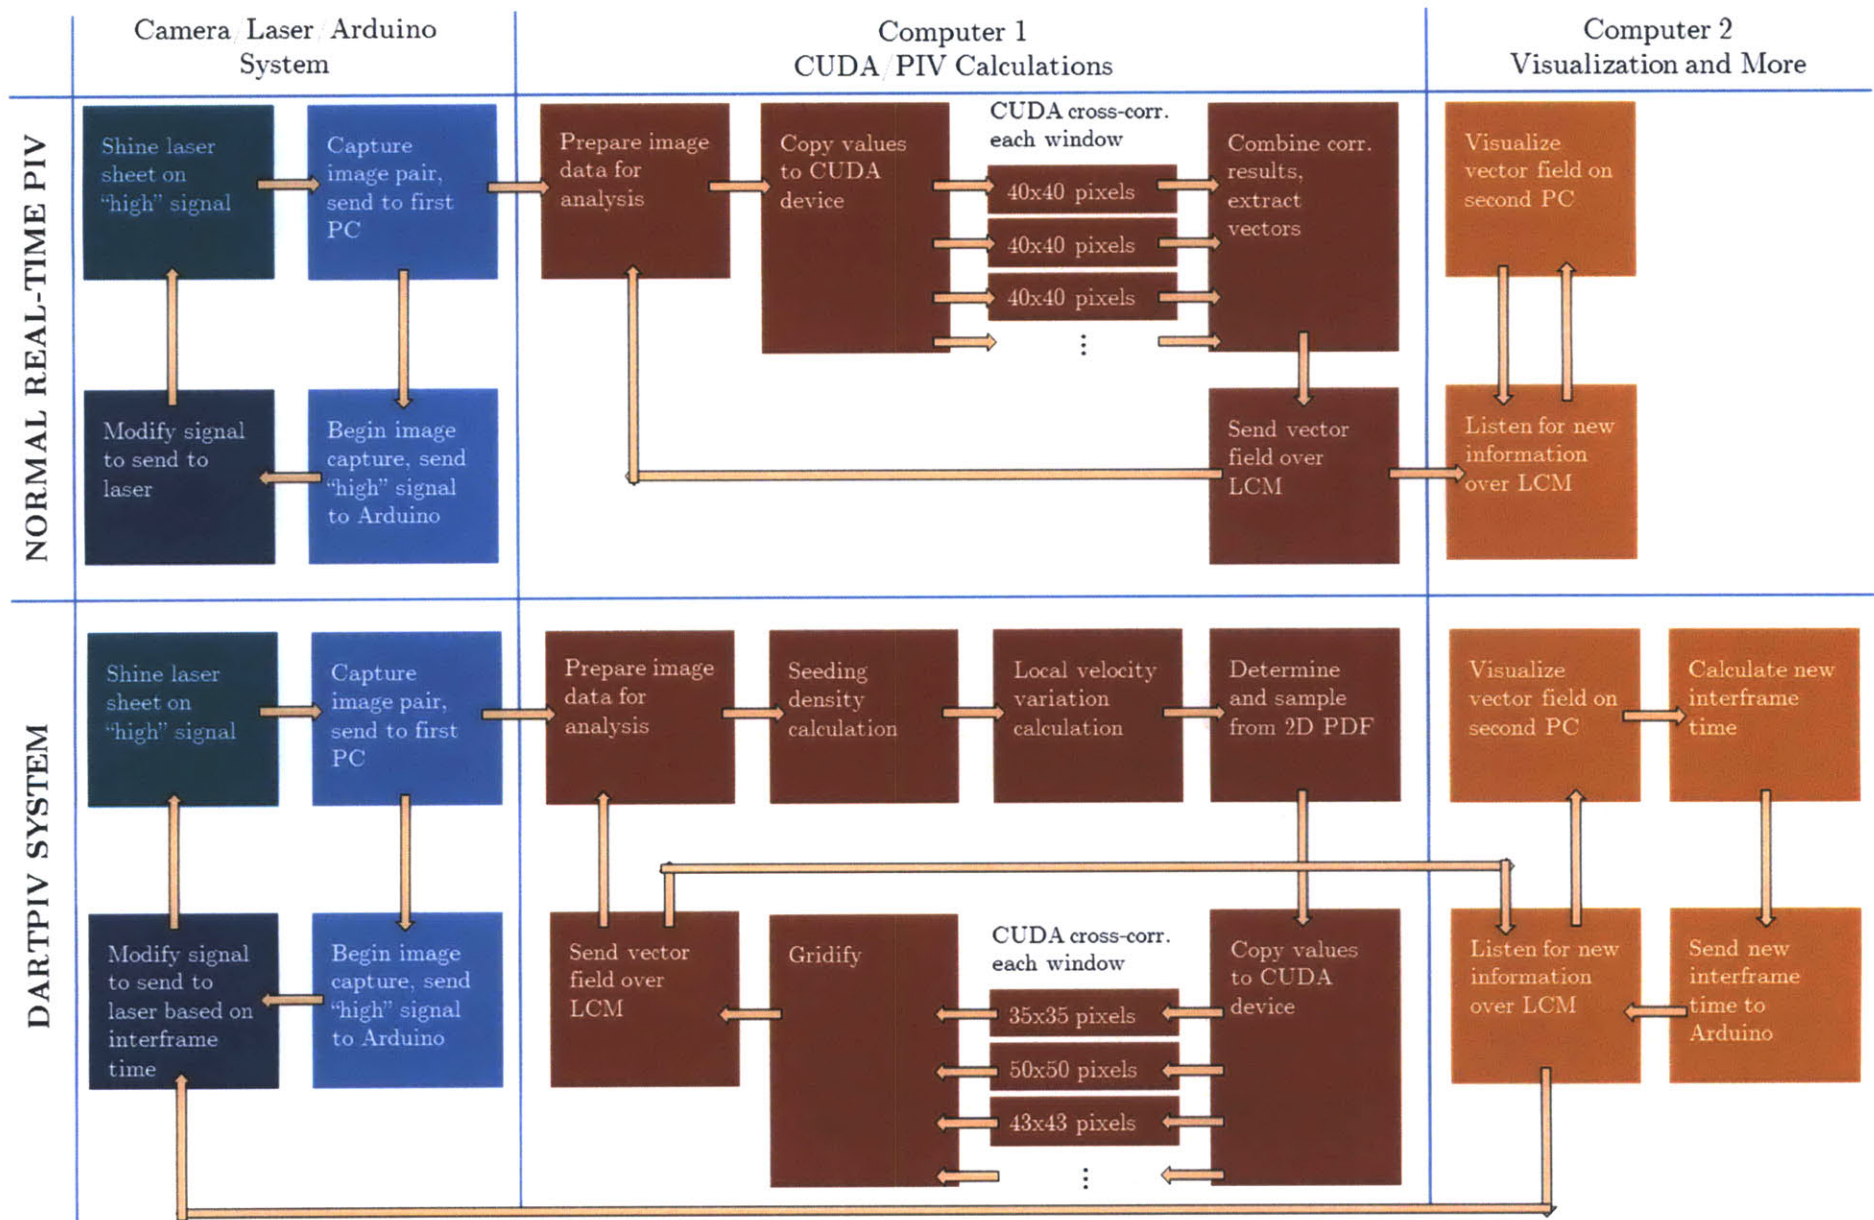 Camera/Laser/Arduino
System
Computer 1
CUDA/PIV Calculations
Computer 2
Visualization and More
NORMAL REAL-TIME PIV
Shine laser
sheet on
“high” signal
Capture
image pair,
send to first
PC
Prepare image
data for
analysis
Copy values
to CUDA
device
CUDA cross-corr.
each window
40x40 pixels
40x40 pixels
40x40 pixels
⋮
Combine corr.
results,
extract
vectors
Visualize
vector field on
second PC
Modify signal
to send to
laser
Begin image
capture, send
“high” signal
to Arduino
Send vector
field over
LCM
Listen for new
information
over LCM
DARTPIV SYSTEM
Shine laser
sheet on
“high” signal
Capture
image pair,
send to first
PC
Prepare image
data for
analysis
Seeding
density
calculation
Local velocity
variation
calculation
Determine
and sample
from 2D PDF
Visualize
vector field on
second PC
Calculate new
interframe
time
Modify signal
to send to
laser based on
interframe
time
Begin image
capture, send
“high” signal
to Arduino
Send vector
field over
LCM
Gridify
CUDA cross-corr.
each window
35x35 pixels
50x50 pixels
43x43 pixels
⋮
Copy values
to CUDA
device
Listen for new
information
over LCM
Send new
interframe
time to
Arduino